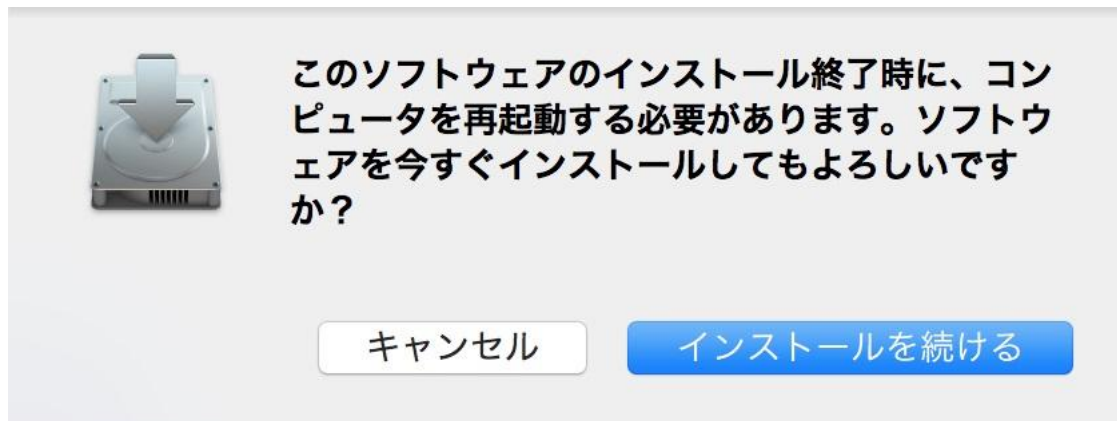 このソフトウェアのインストール終了時に、コン
ピュータを再起動する必要があります。ソフトウ
ェアを今すぐインストールしてもよろしいです
か？
キャンセル
インストールを続ける